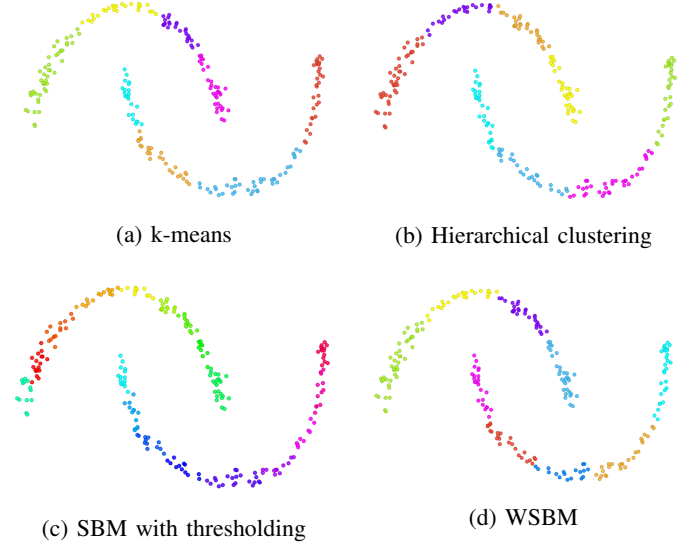 (a) k-means
(b) Hierarchical clustering
(c) SBM with thresholding
(d) WSBM